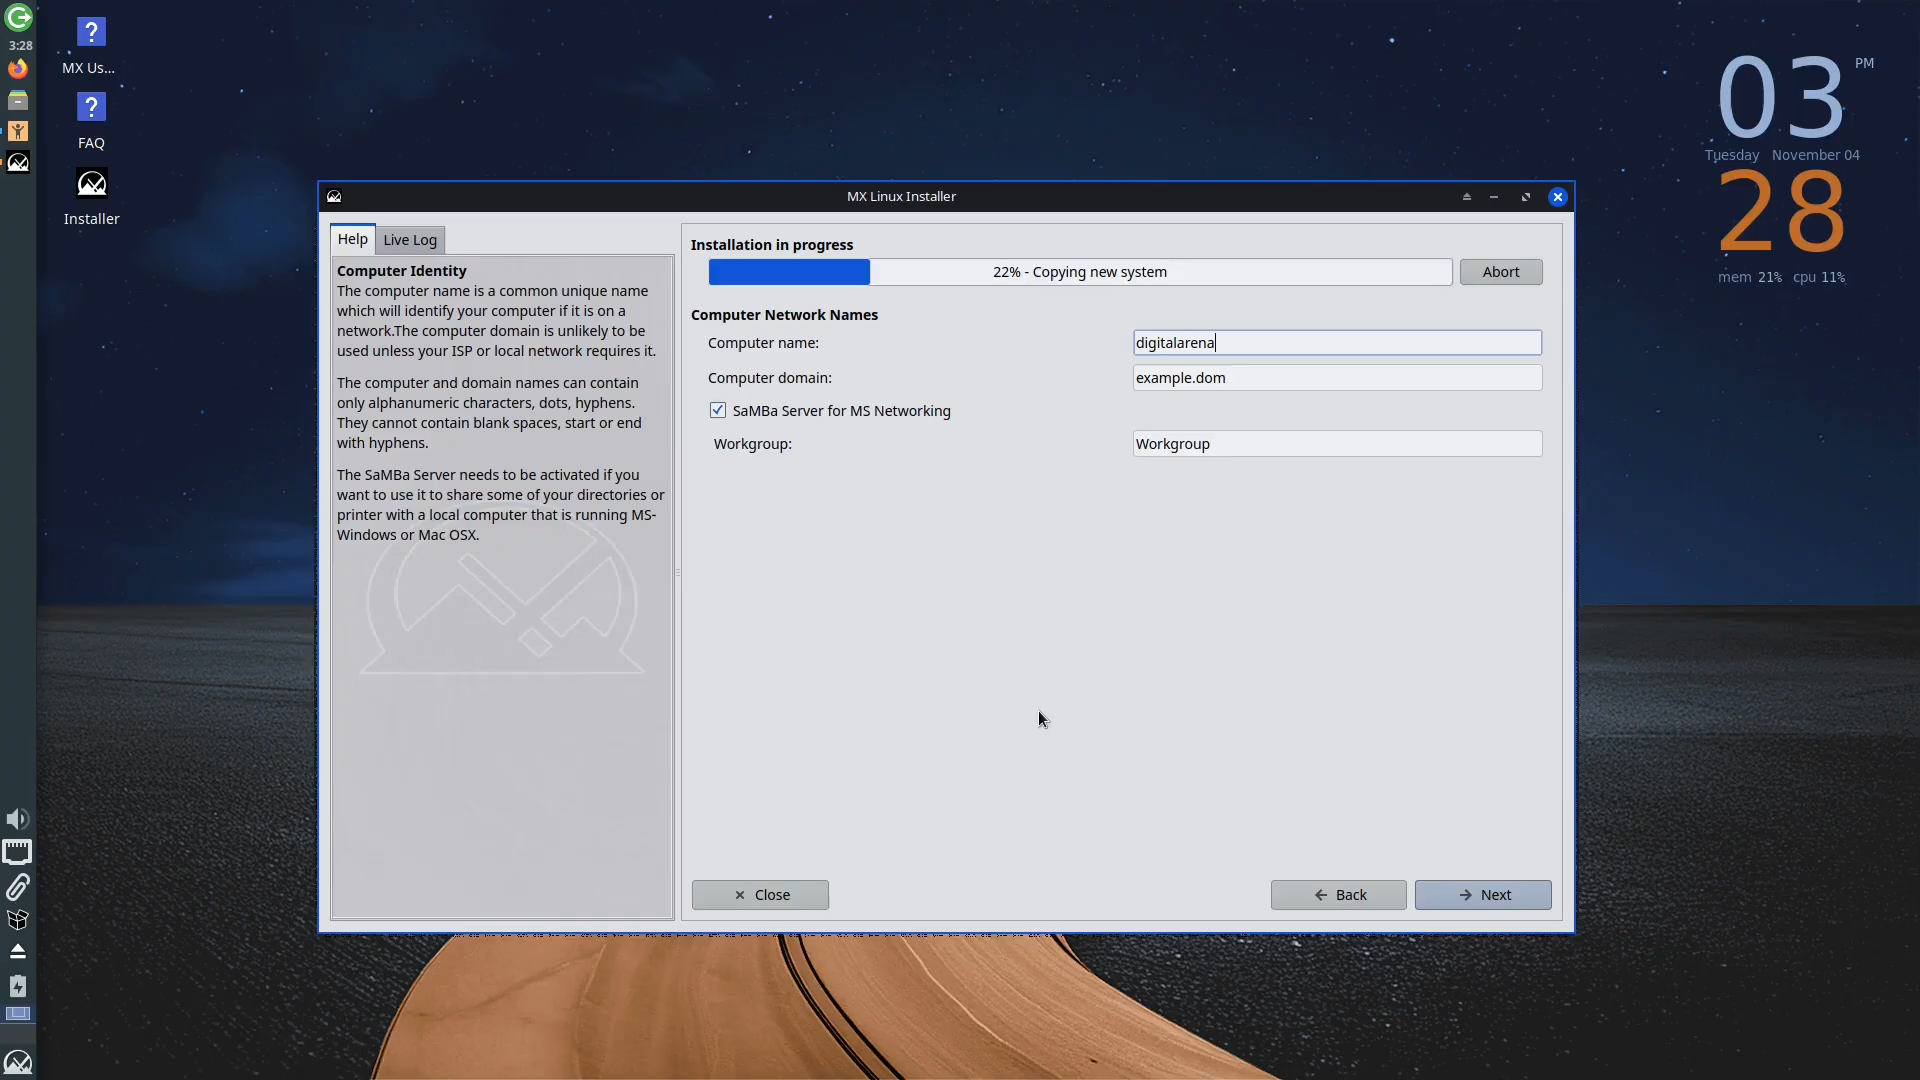 3:28
MX Us...
FAQ
Installer
03 PM
Tuesday November 04
28
mem 21% cpu 11%
MX Linux Installer
Help Live Log
Computer Identity
The computer name is a common unique name
which will identify your computer if it is on a
network.The computer domain is unlikely to be
used unless your ISP or local network requires it.
The computer and domain names can contain
only alphanumeric characters, dots, hyphens.
They cannot contain blank spaces, start or end
with hyphens.
The SaMBa Server needs to be activated if you
want to use it to share some of your directories or
printer with a local computer that is running MS-
Windows or Mac OSX.
Installation in progress
22% - Copying new system Abort
Computer Network Names
Computer name: digitalarena
Computer domain: example.dom
SaMBa Server for MS Networking
Workgroup: Workgroup
Close Back Next